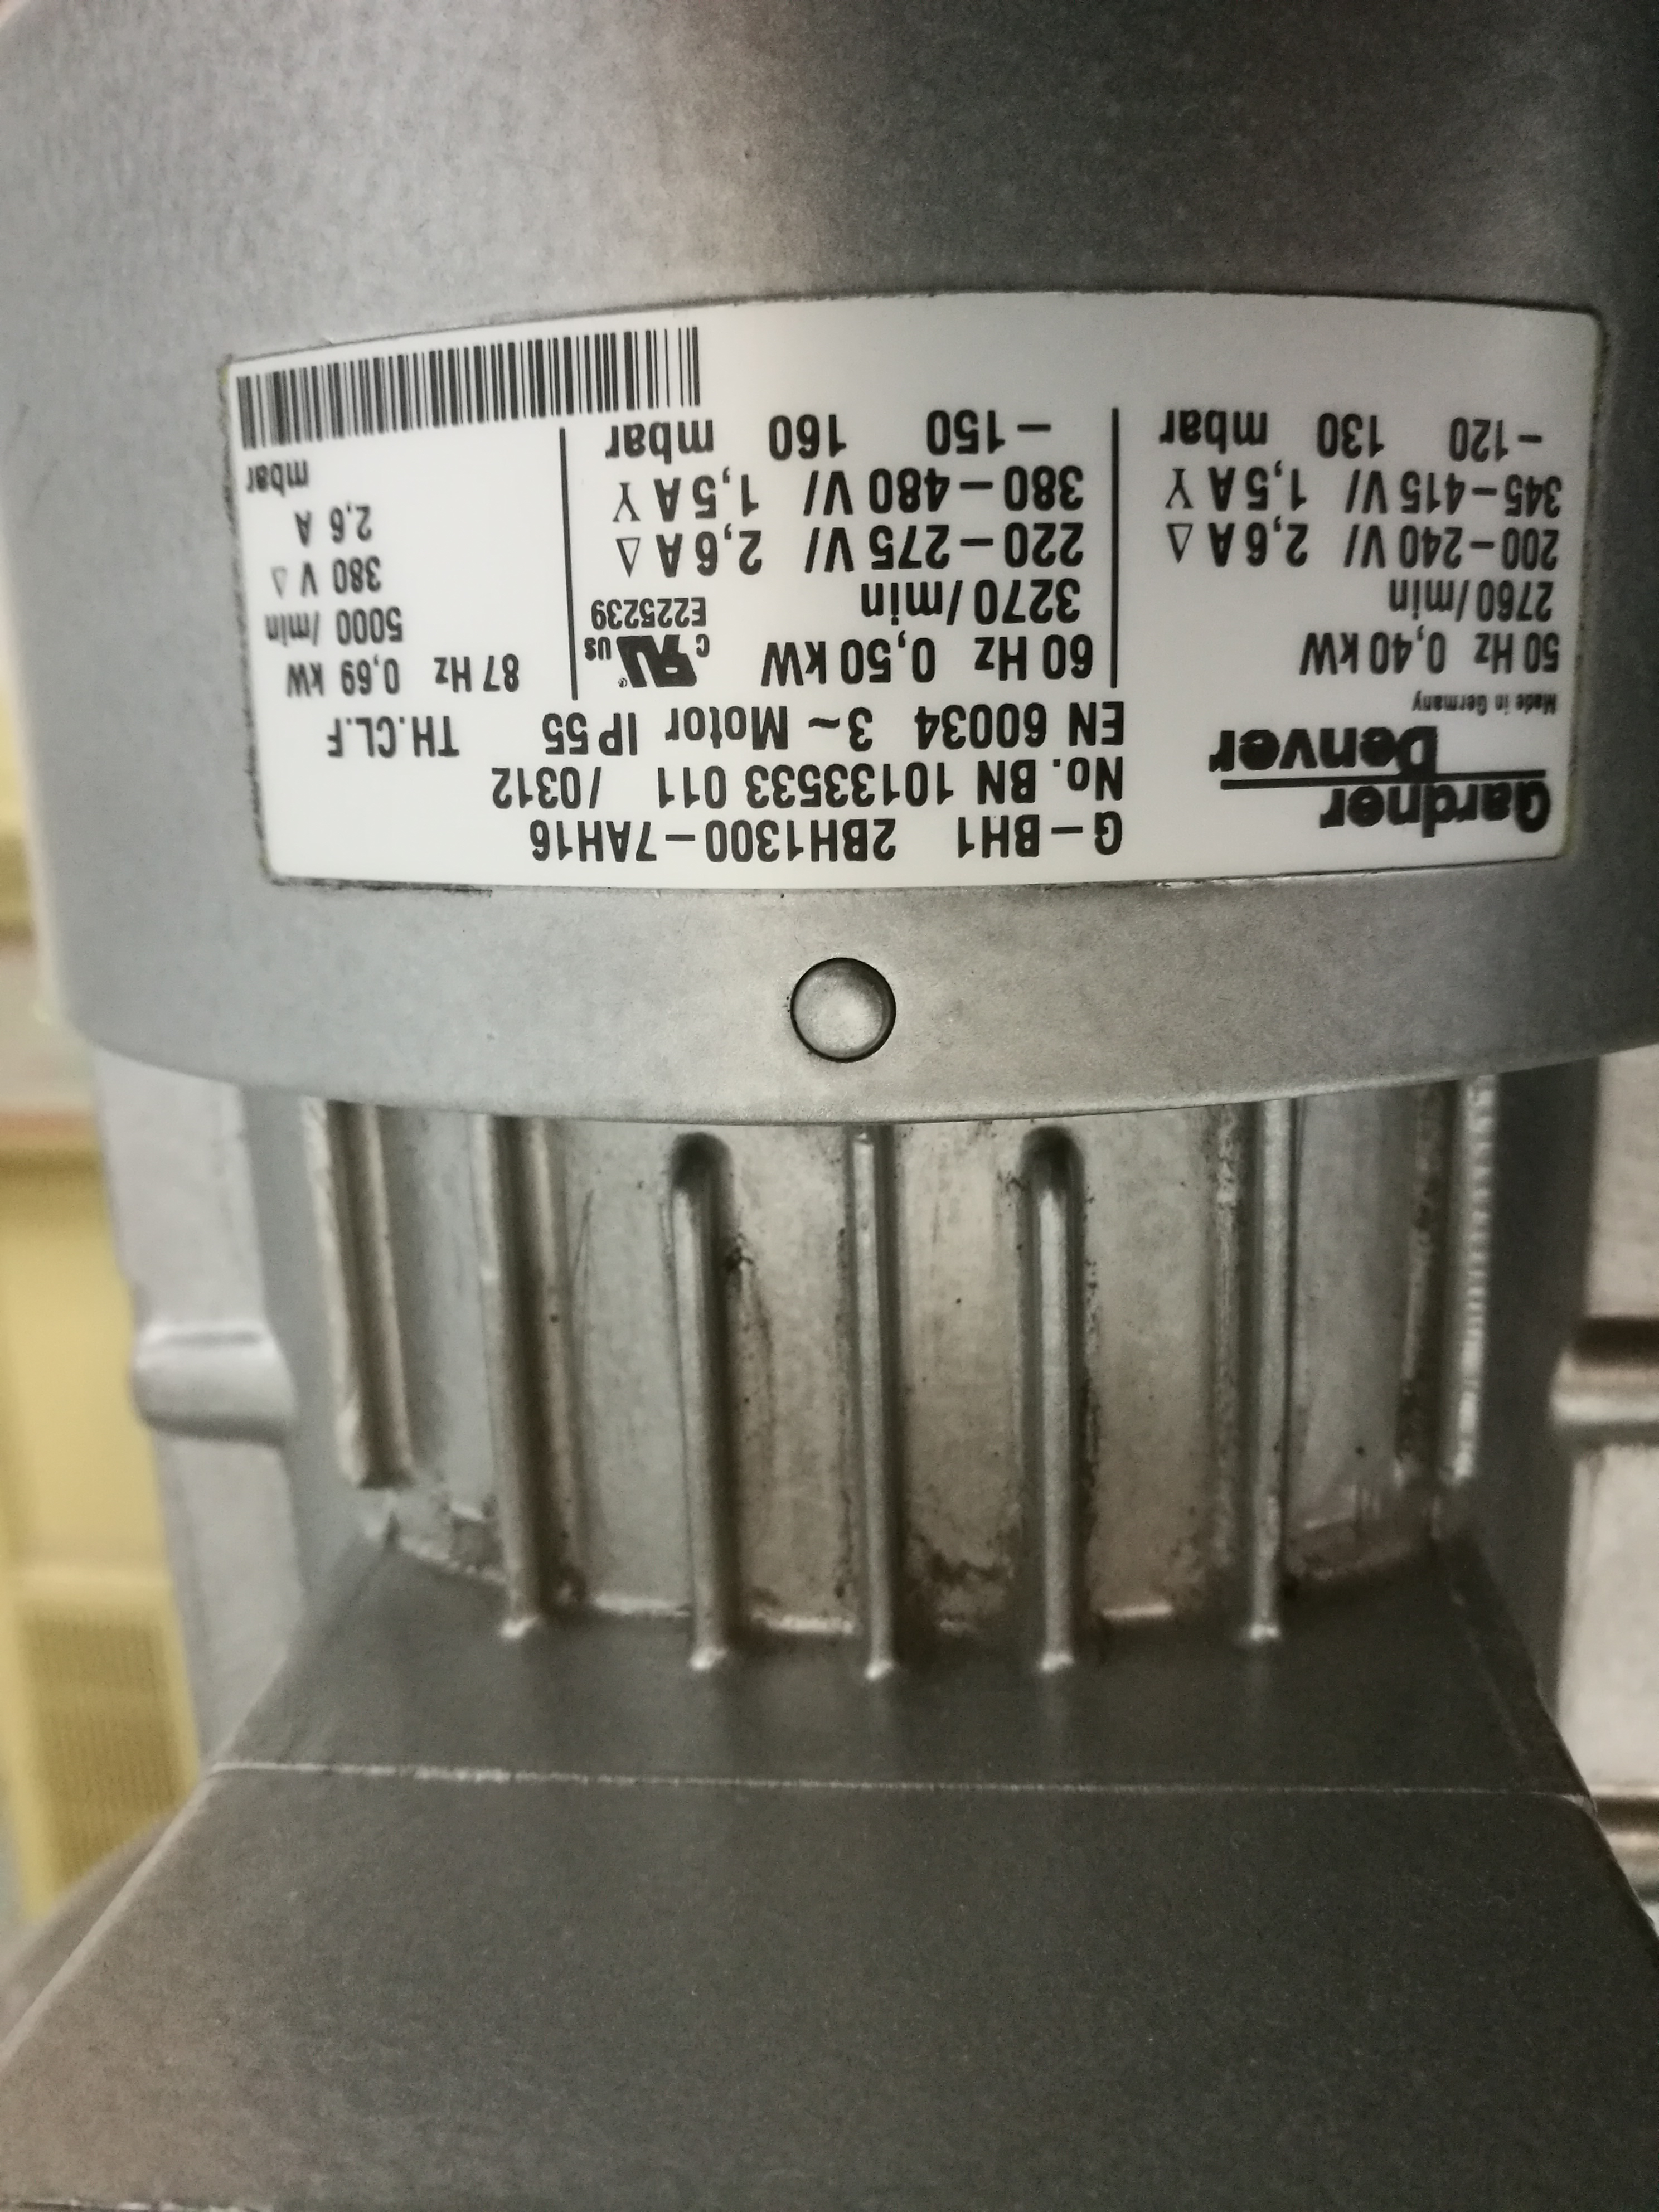 Gardner
Denver
Made in Germany
G-BH1 2BH1300-7AH16
No. BN 10133533 011 /0312
EN 60034 3~ Motor IP55 TH.CL.F
50 Hz 0,40 kW
2760/min
200-240 V/ 2,6 A Δ
345-415 V/ 1,5 A Y
-120 130 mbar
60 Hz 0,50 kW
3270/min
220-275 V/ 2,6 A Δ
380-480 V/ 1,5 A Y
-150 160 mbar
c RU ® US
E225239
87 Hz 0,69 kW
5000 /min
380 V Δ
2,6 A
mbar